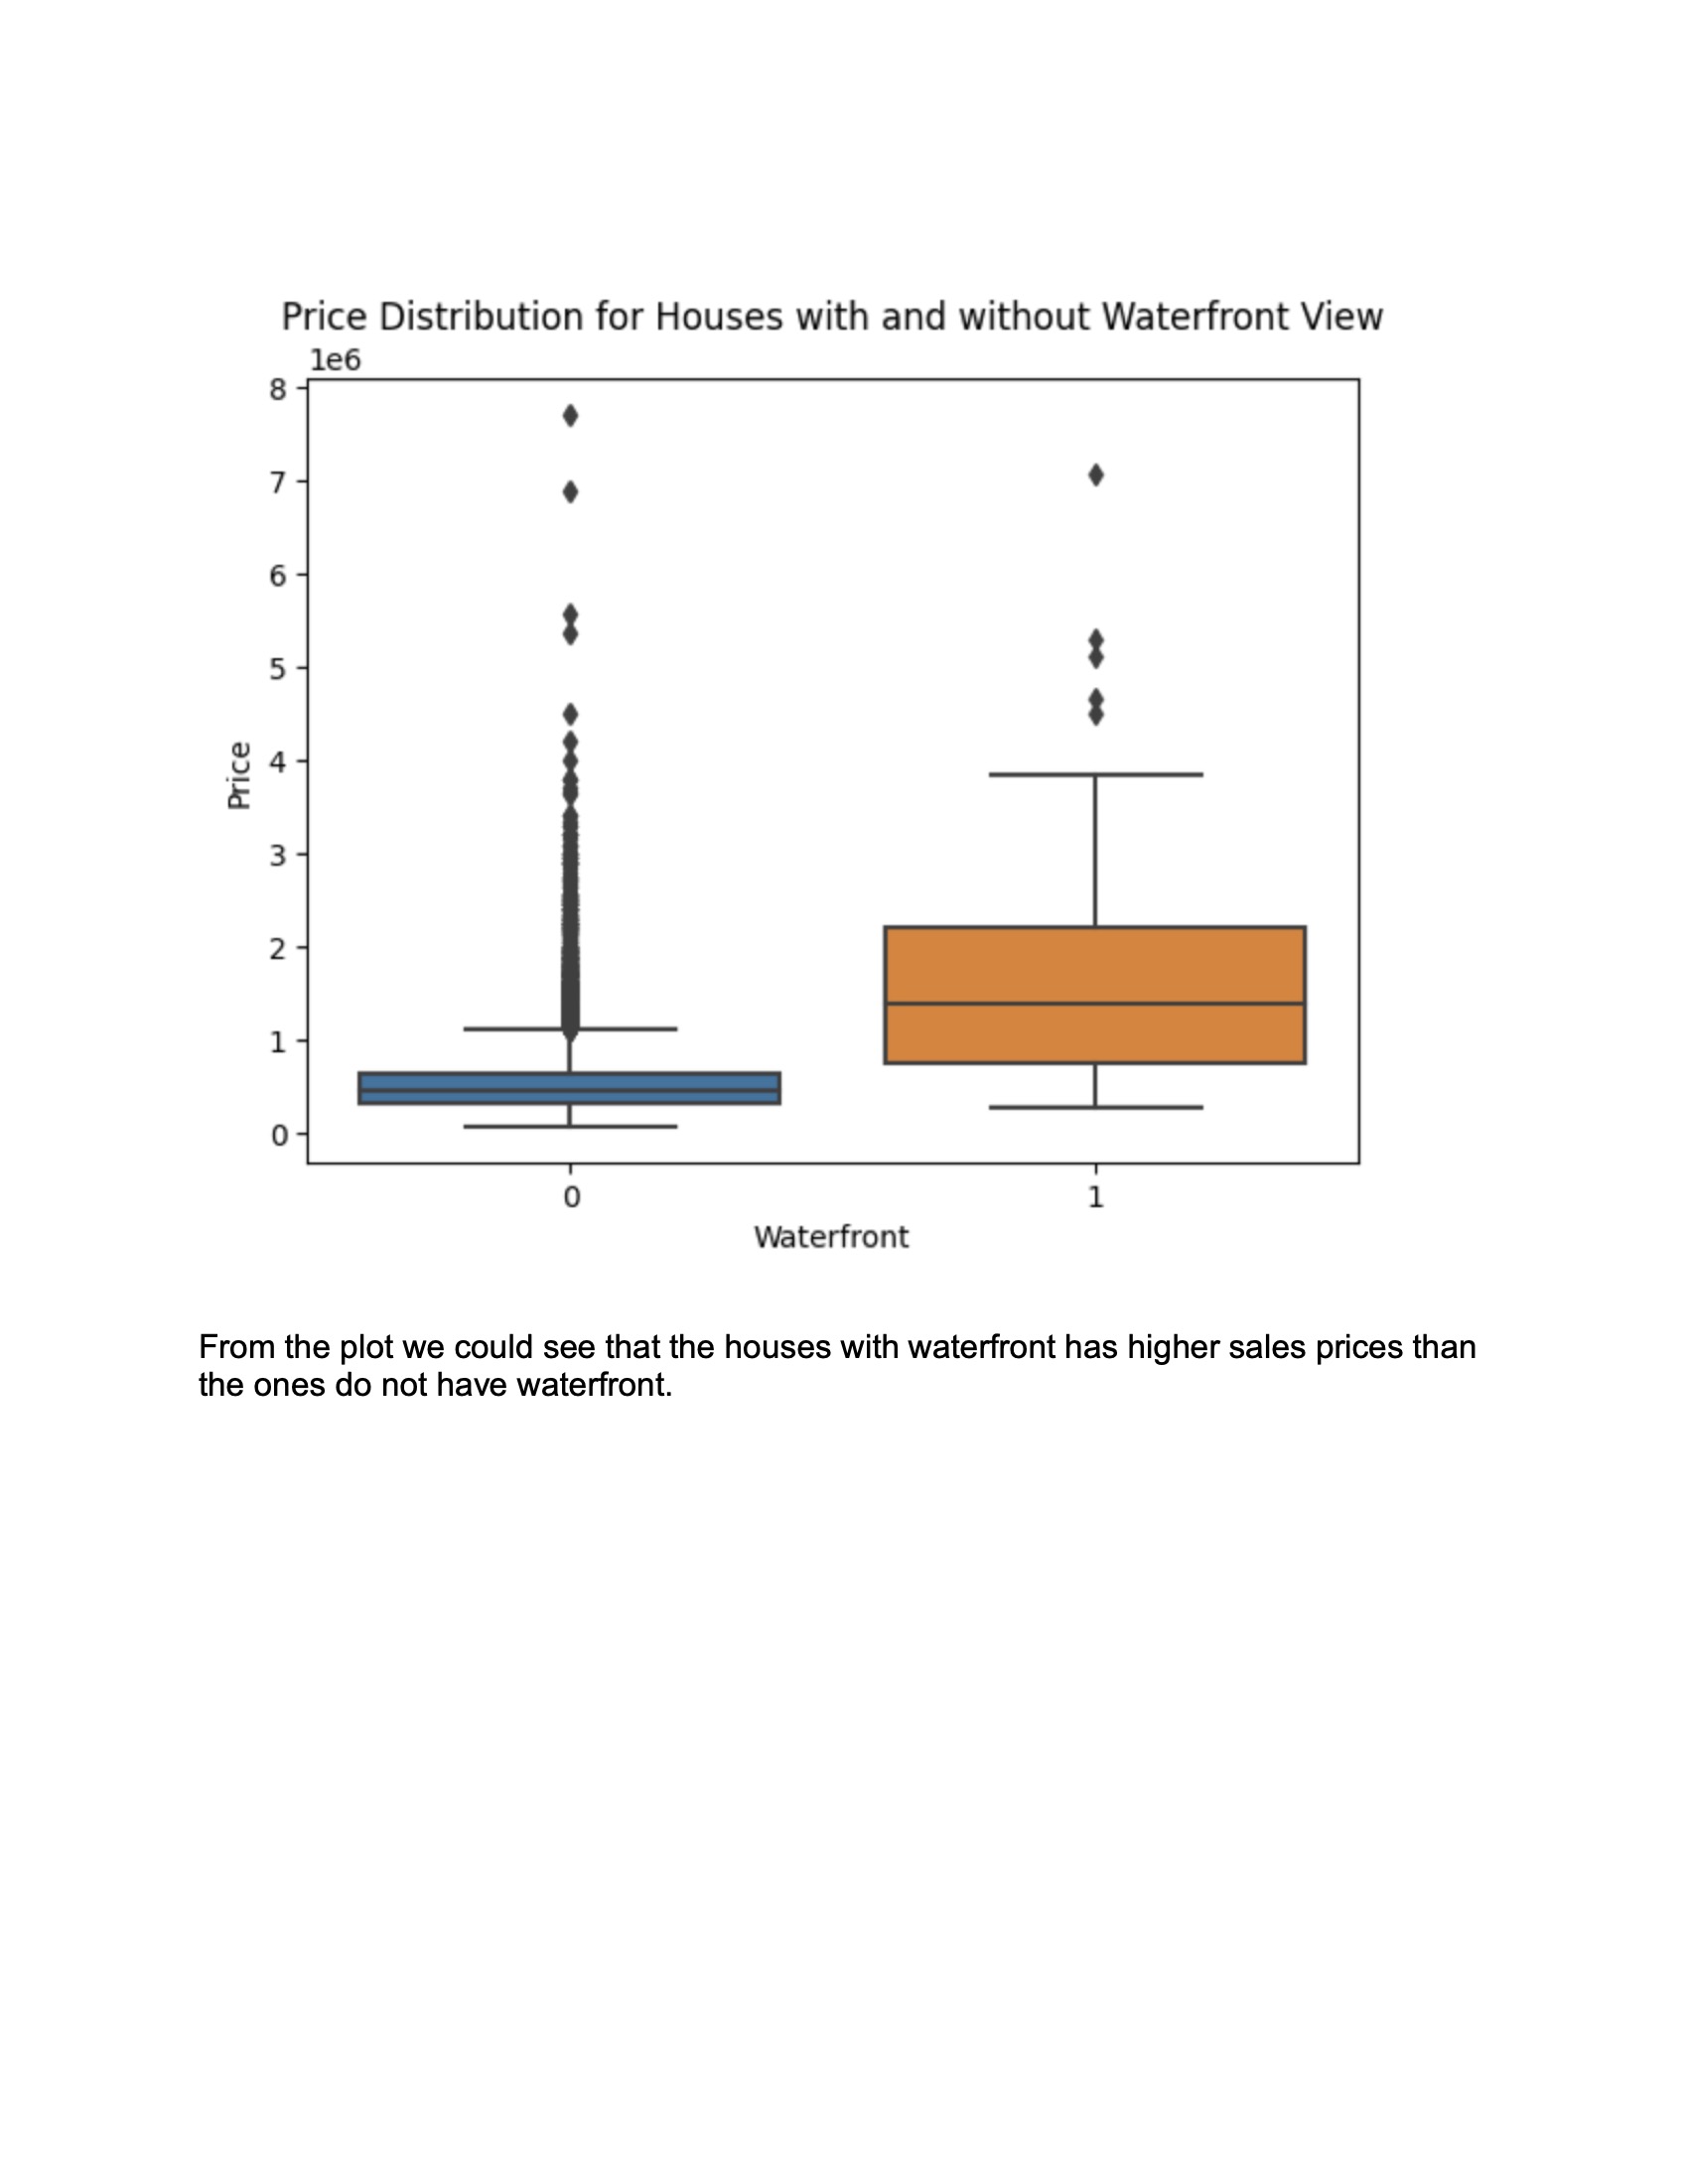 Price Distribution for Houses with and without Waterfront View
1e6
8
7
6
5
4
3
2
1
0
Price
0 1
Waterfront
From the plot we could see that the houses with waterfront has higher sales prices than
the ones do not have waterfront.